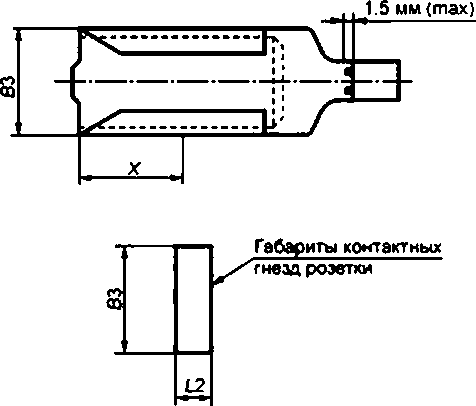 1.5 мм (max)
B3
x
Габариты контактных
гнезд розетки
B3
L2